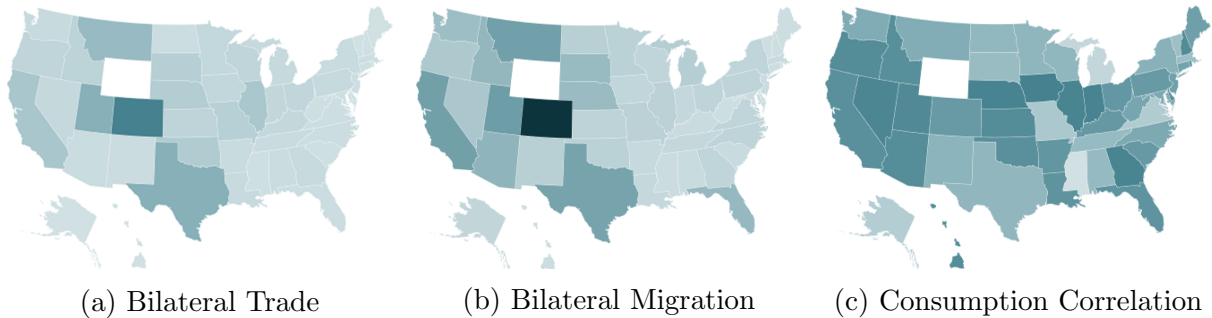 (a) Bilateral Trade
(b) Bilateral Migration
(c) Consumption Correlation